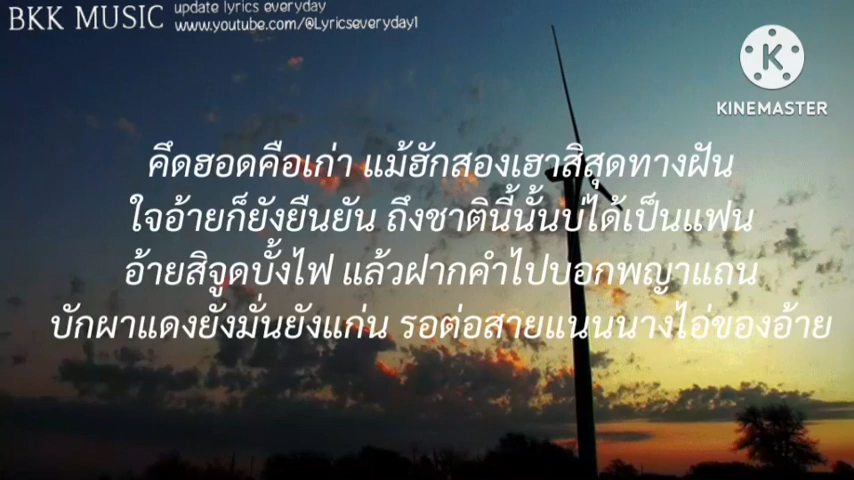 BKK MUSIC
update lyrics everyday
www.youtube.com/@Lyricseveryday1
K
KINEMASTER
คึดฮอดคือเก่า แม้ฮักสองเฮาสิสุดทางฝัน
ใจอ้ายก็ยังยืนยัน ถึงชาตินี้นั้นบ่ได้เป็นแฟน
อ้ายสิจูดบั้งไฟ แล้วฝากคำไปบอกพญาแถน
บักผาแดงยังมั่นยังแก่น รอต่อสายแนนนางไอ่ของอ้าย